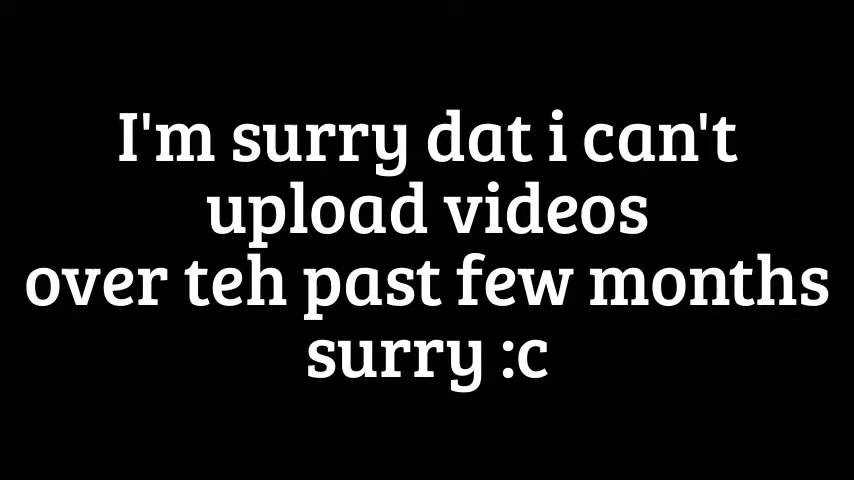 I'm surry dat i can't
upload videos
over teh past few months
surry :c